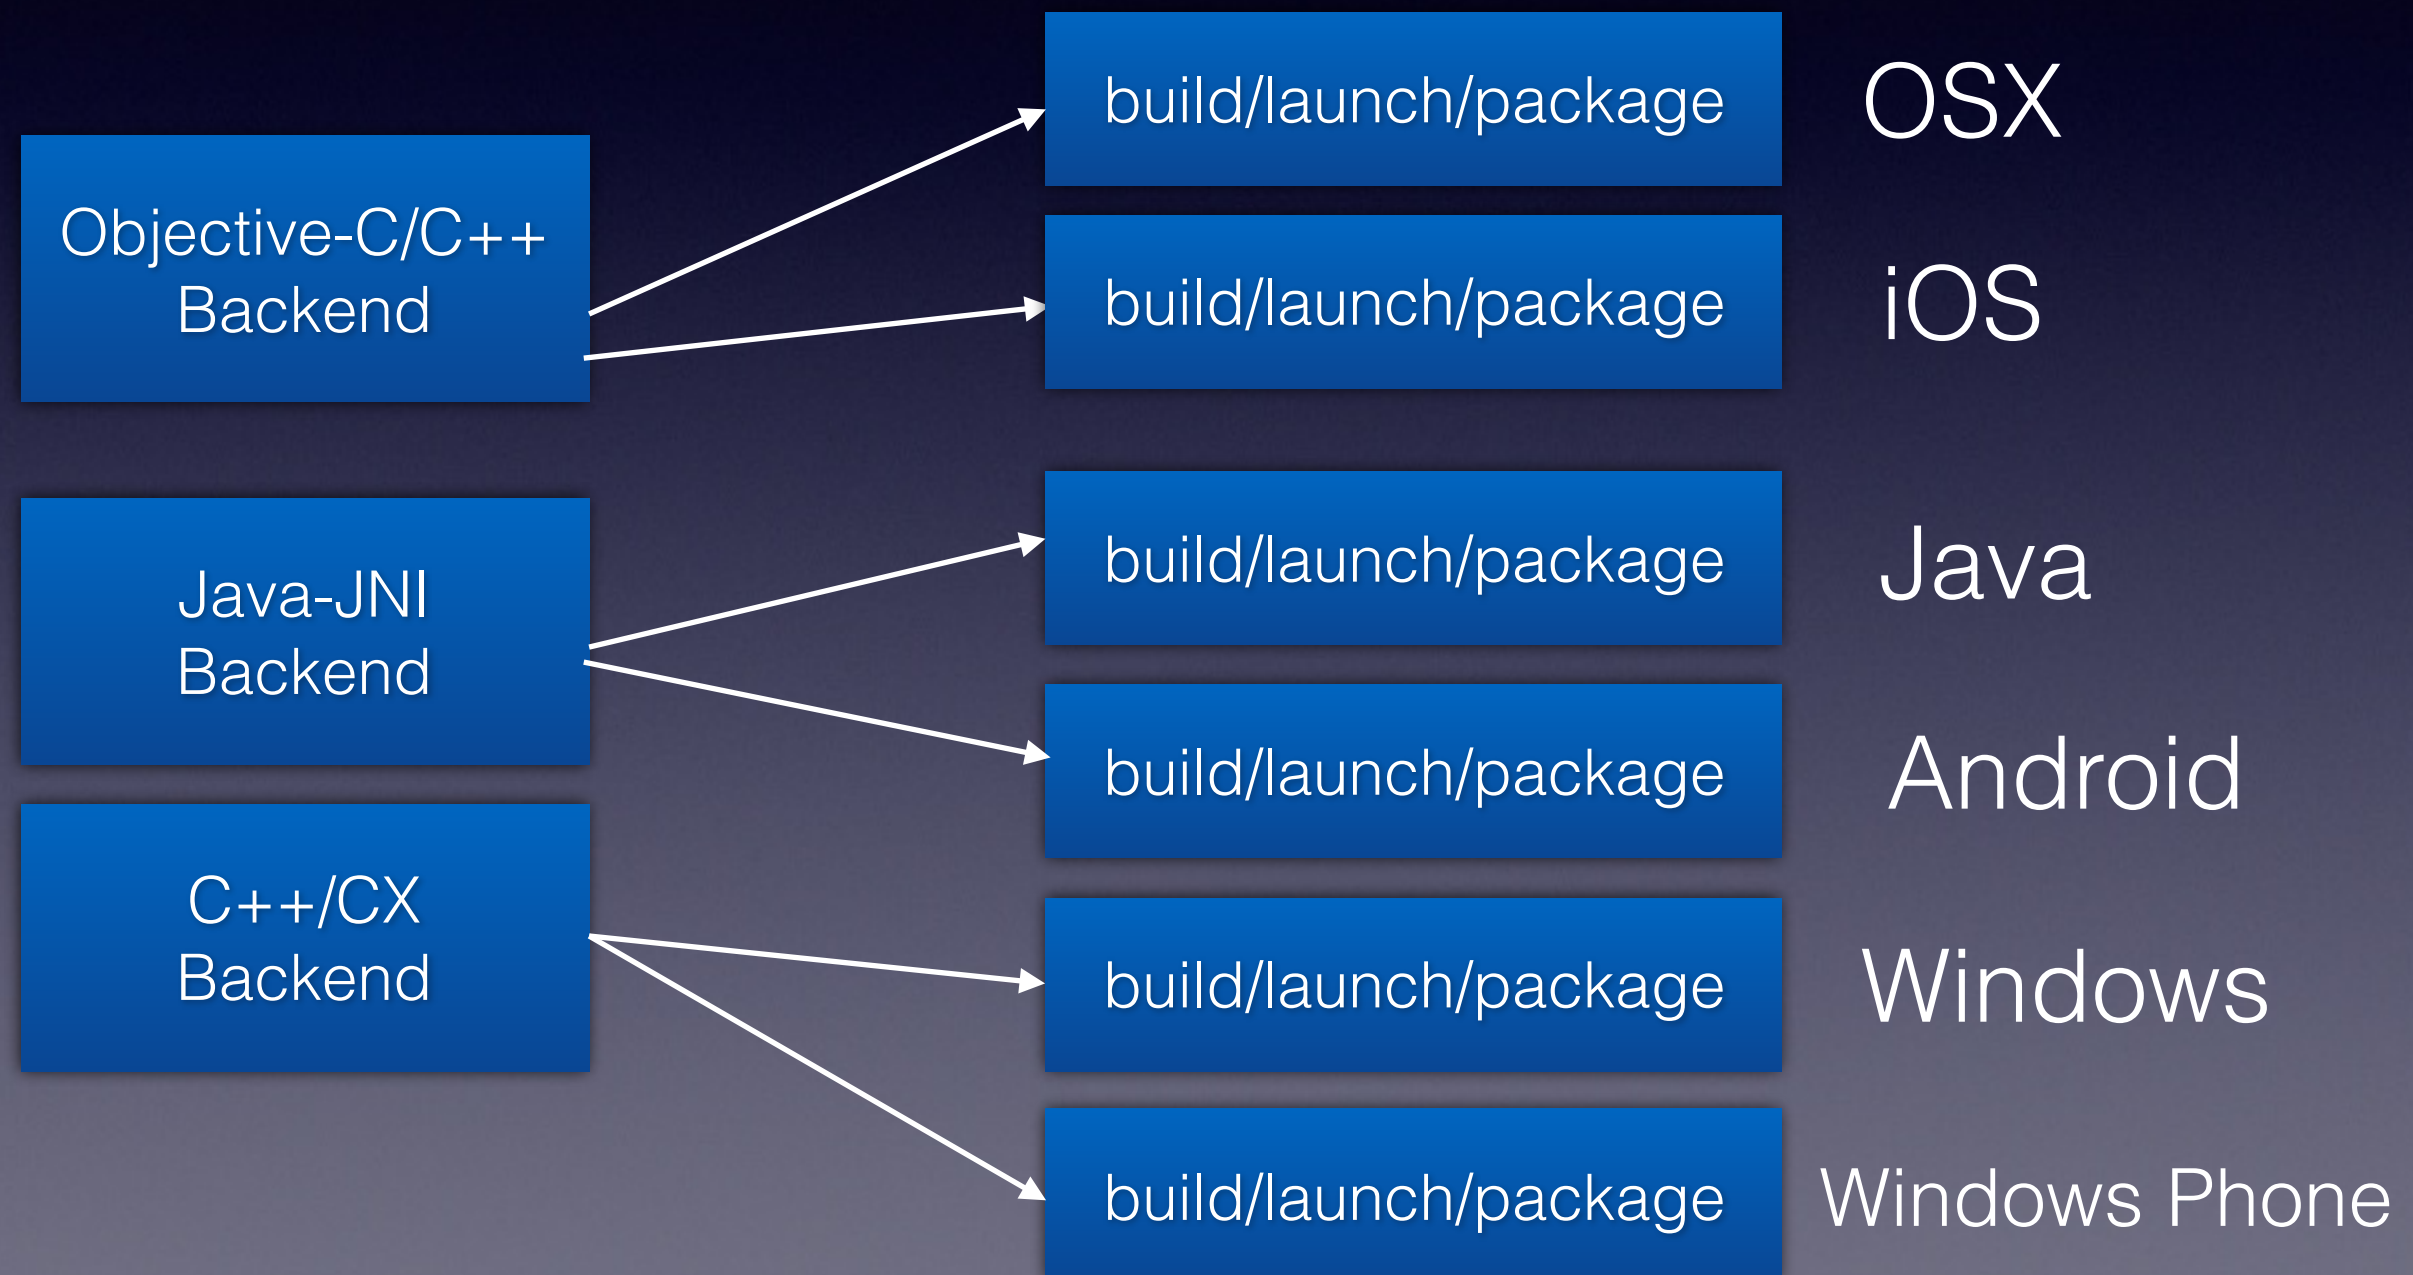 Objective-C/C++
Backend
Java-JNI
Backend
C++/CX
Backend
build/launch/package
OSX
build/launch/package
iOS
build/launch/package
Java
build/launch/package
Android
build/launch/package
Windows
build/launch/package
Windows Phone